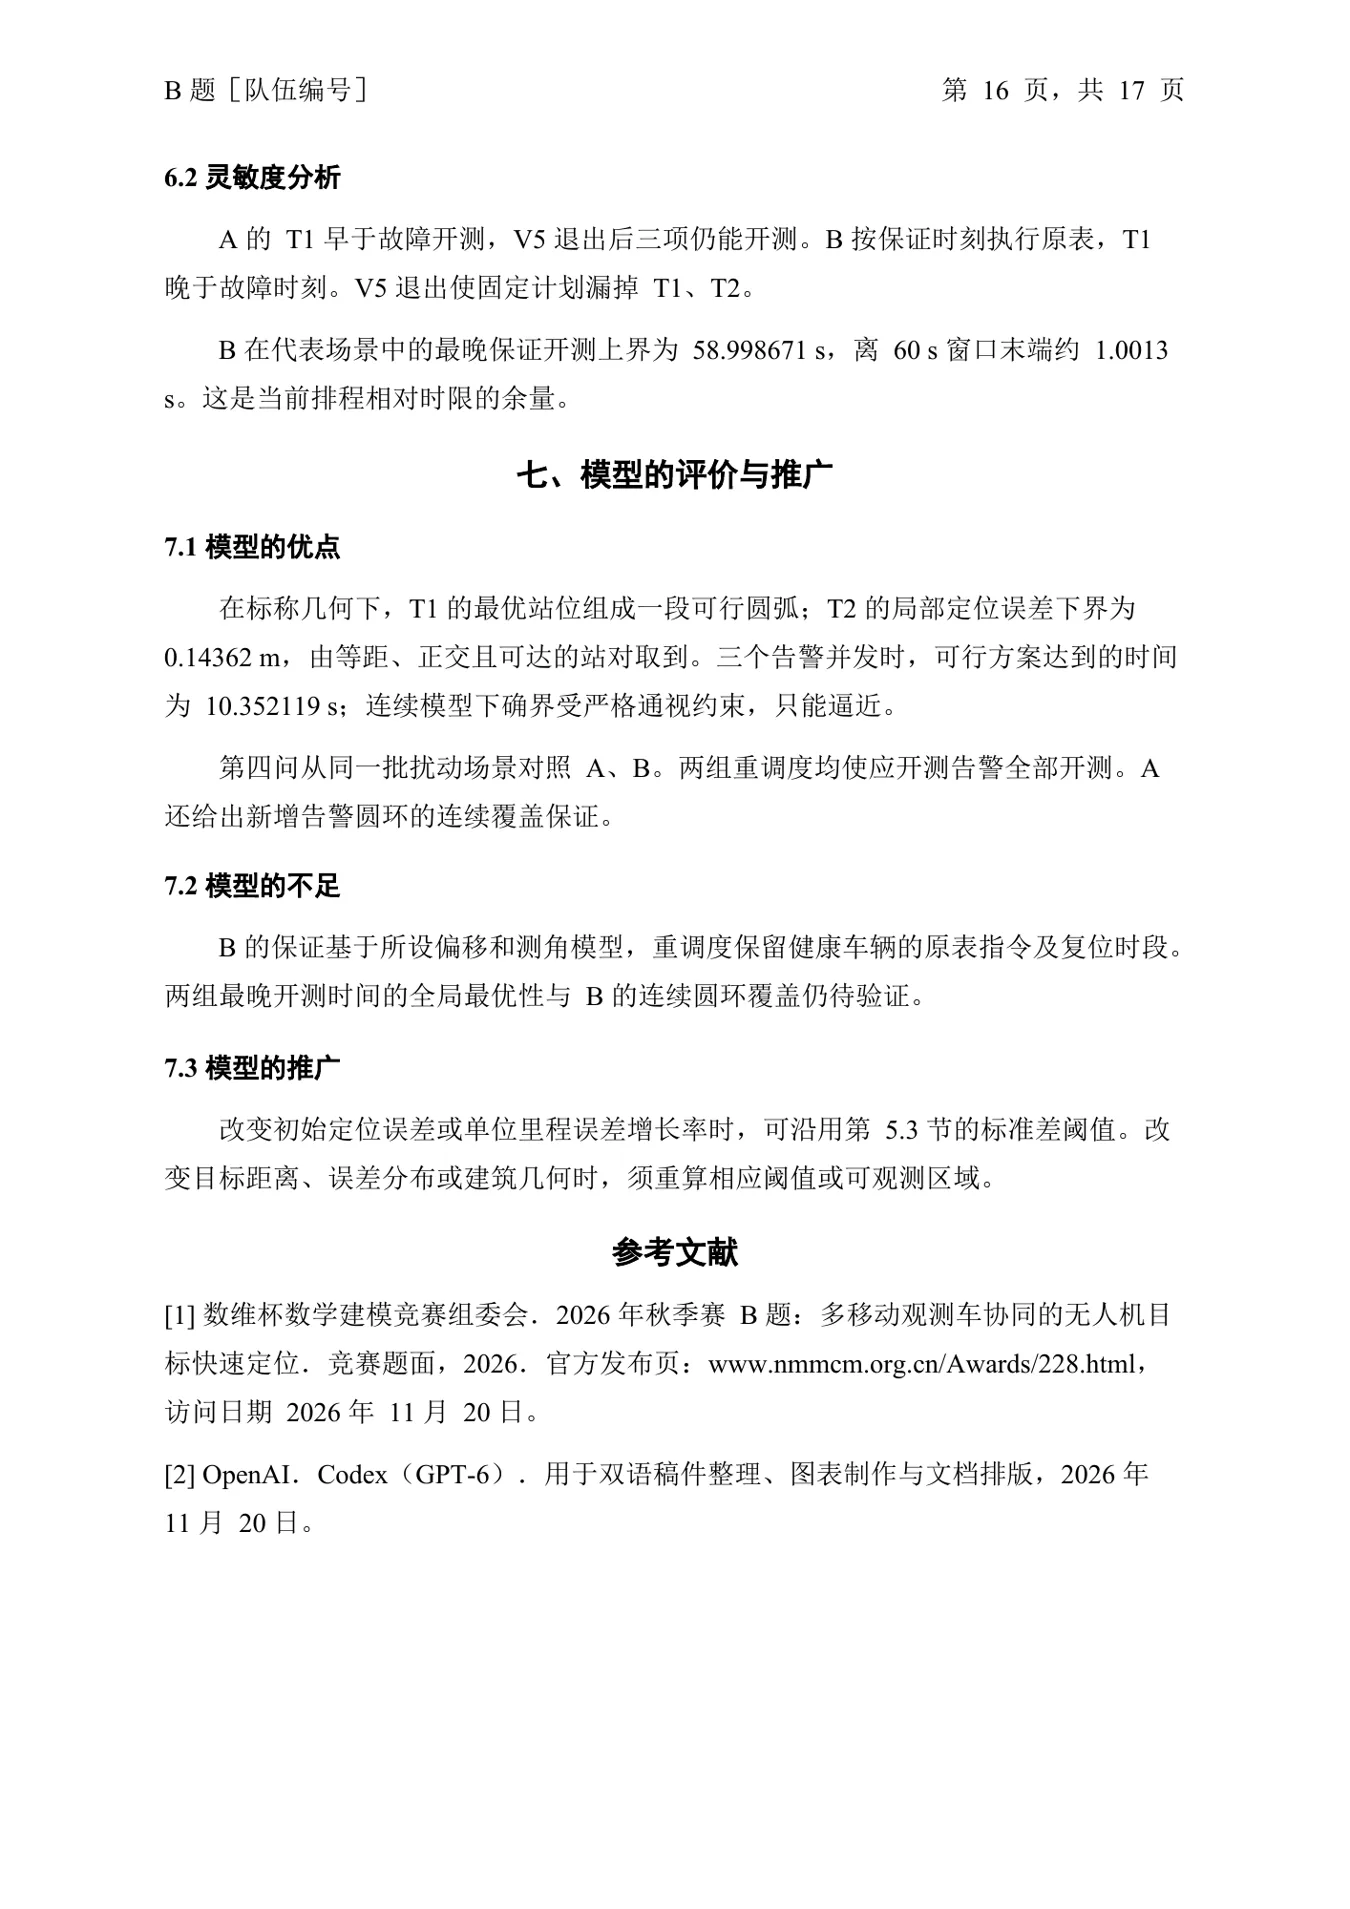 B 题［队伍编号］ 第 16 页，共 17 页
6.2 灵敏度分析
A 的 T1 早于故障开测，V5 退出后三项仍能开测。B 按保证时刻执行原表，T1
晚于故障时刻。V5 退出使固定计划漏掉 T1、T2。
B 在代表场景中的最晚保证开测上界为 58.998671 s，离 60 s 窗口末端约 1.0013
s。这是当前排程相对时限的余量。
七、模型的评价与推广
7.1 模型的优点
在标称几何下，T1 的最优站位组成一段可行圆弧；T2 的局部定位误差下界为
0.14362 m，由等距、正交且可达的站对取到。三个告警并发时，可行方案达到的时间
为 10.352119 s；连续模型下确界受严格通视约束，只能逼近。
第四问从同一批扰动场景对照 A、B。两组重调度均使应开测告警全部开测。A
还给出新增告警圆环的连续覆盖保证。
7.2 模型的不足
B 的保证基于所设偏移和测角模型，重调度保留健康车辆的原表指令及复位时段。
两组最晚开测时间的全局最优性与 B 的连续圆环覆盖仍待验证。
7.3 模型的推广
改变初始定位误差或单位里程误差增长率时，可沿用第 5.3 节的标准差阈值。改
变目标距离、误差分布或建筑几何时，须重算相应阈值或可观测区域。
参考文献
[1] 数维杯数学建模竞赛组委会．2026 年秋季赛 B 题：多移动观测车协同的无人机目
标快速定位．竞赛题面，2026．官方发布页：www.nmmcm.org.cn/Awards/228.html，
访问日期 2026 年 11 月 20 日。
[2] OpenAI．Codex（GPT-6）．用于双语稿件整理、图表制作与文档排版，2026 年
11 月 20 日。